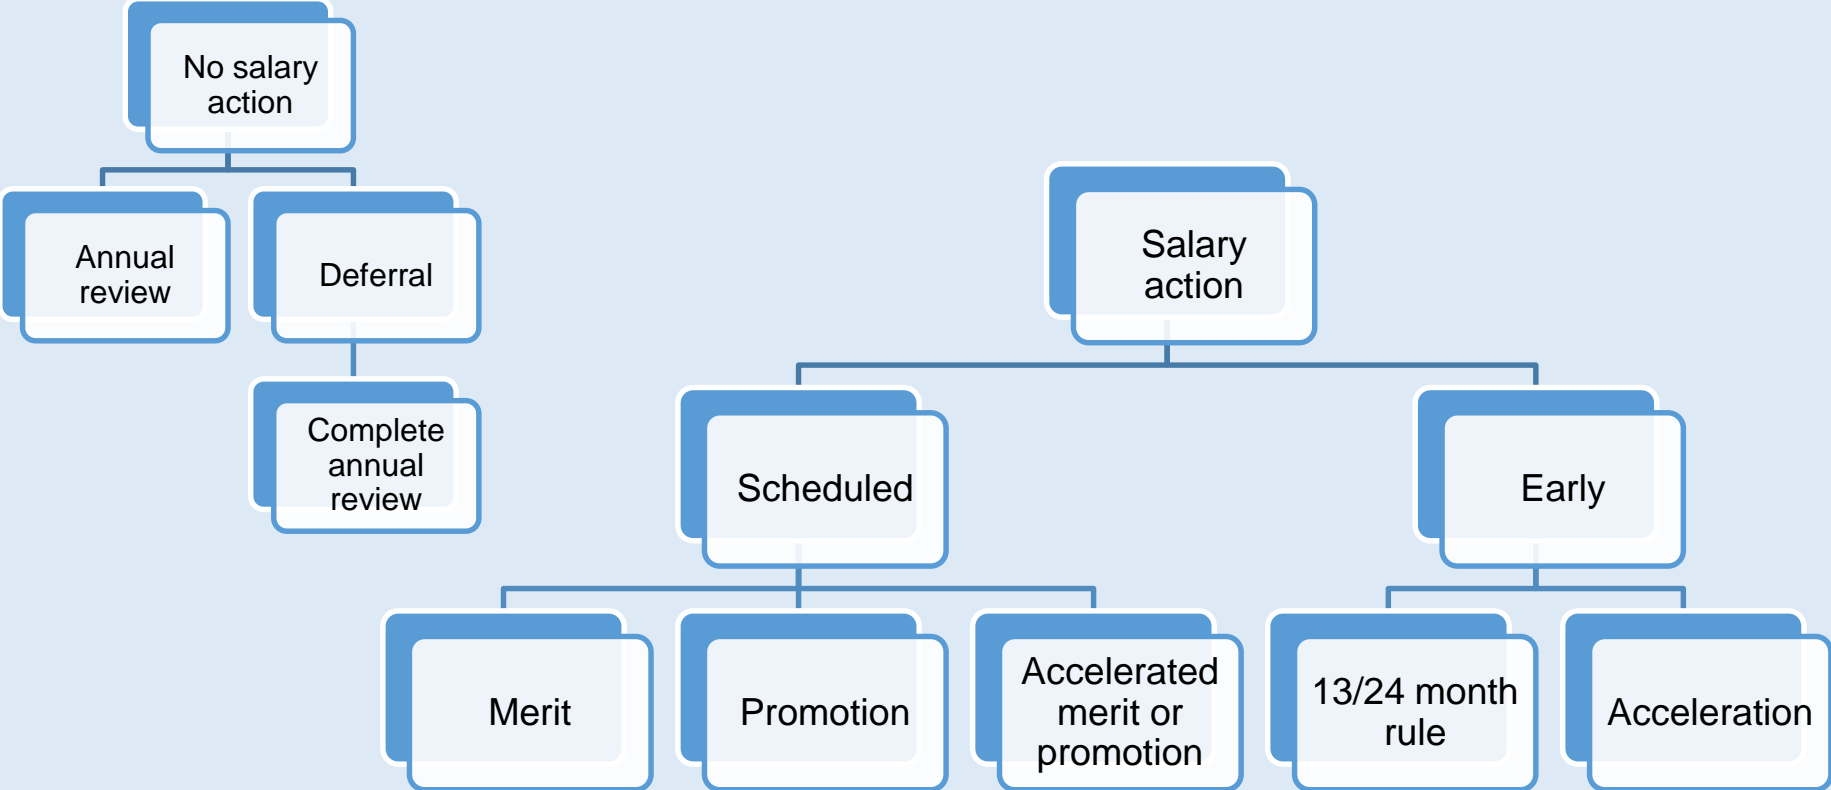 No salary
action
Annual
review
Deferral
Complete
annual
review
Salary
action
Scheduled
Early
Merit
Promotion
Accelerated
merit or
promotion
13/24 month
rule
Acceleration